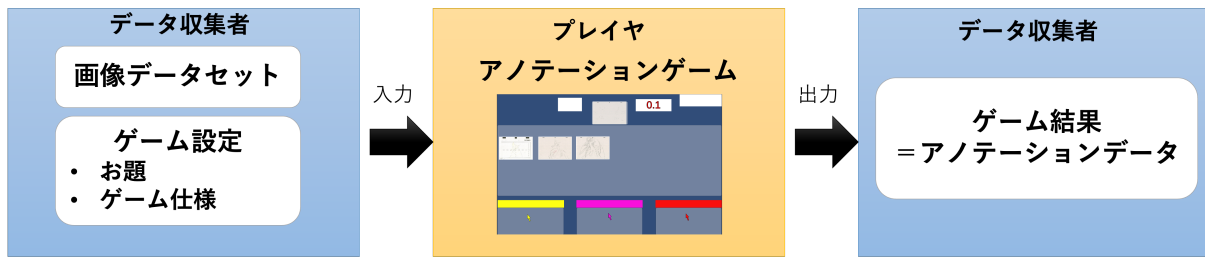 データ収集者
画像データセット
ゲーム設定
• お題
• ゲーム仕様
入力
プレイヤ
アノテーションゲーム
0.1
出力
データ収集者
ゲーム結果
＝アノテーションデータ